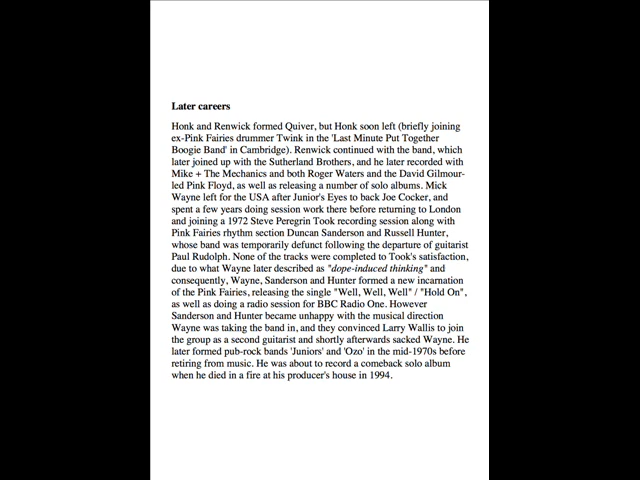 Later careers
Honk and Renwick formed Quiver, but Honk soon left (briefly joining
ex-Pink Fairies drummer Twink in the 'Last Minute Put Together
Boogie Band' in Cambridge). Renwick continued with the band, which
later joined up with the Sutherland Brothers, and he later recorded with
Mike + The Mechanics and both Roger Waters and the David Gilmour-
led Pink Floyd, as well as releasing a number of solo albums. Mick
Wayne left for the USA after Junior's Eyes to back Joe Cocker, and
spent a few years doing session work there before returning to London
and joining a 1972 Steve Peregrin Took recording session along with
Pink Fairies rhythm section Duncan Sanderson and Russell Hunter,
whose band was temporarily defunct following the departure of guitarist
Paul Rudolph. None of the tracks were completed to Took's satisfaction,
due to what Wayne later described as "dope-induced thinking" and
consequently, Wayne, Sanderson and Hunter formed a new incarnation
of the Pink Fairies, releasing the single "Well, Well, Well" / "Hold On",
as well as doing a radio session for BBC Radio One. However
Sanderson and Hunter became unhappy with the musical direction
Wayne was taking the band in, and they convinced Larry Wallis to join
the group as a second guitarist and shortly afterwards sacked Wayne. He
later formed pub-rock bands 'Juniors' and 'Ozo' in the mid-1970s before
retiring from music. He was about to record a comeback solo album
when he died in a fire at his producer's house in 1994.